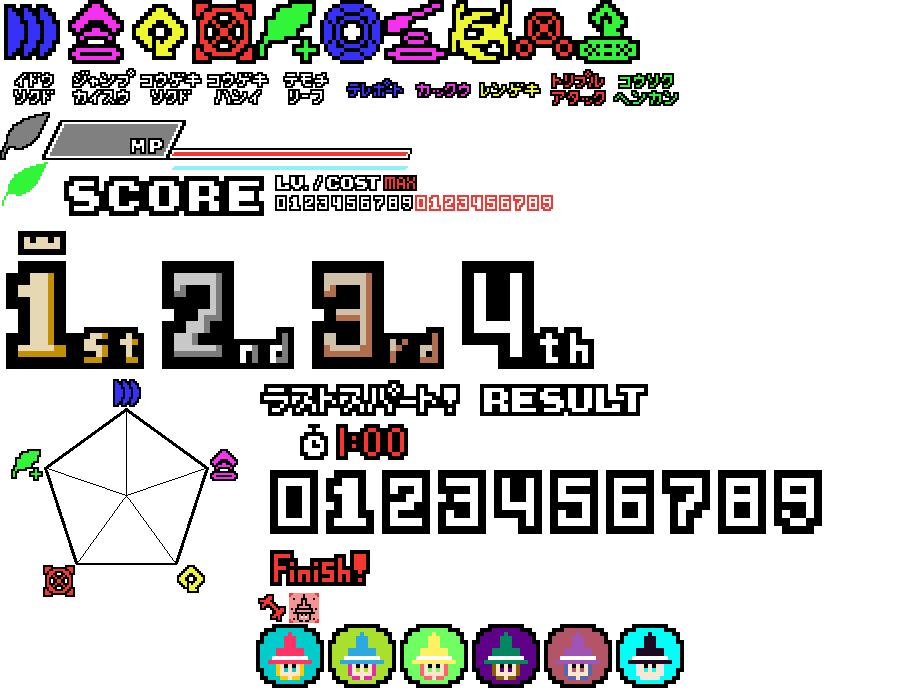 イドウ ジャンプ コウゲキ コウゲキ デモチ テレポート カックウ レンゲキ トリプル コウソク
ソクド カイスウ ソクド ハンイ リーフ アタック ヘンカン
MP
SCORE LV./COST MAX
01234567890123456789
1st 2nd 3rd 4th
ラストスパート! RESULT
1:00
0123456789
Finish!